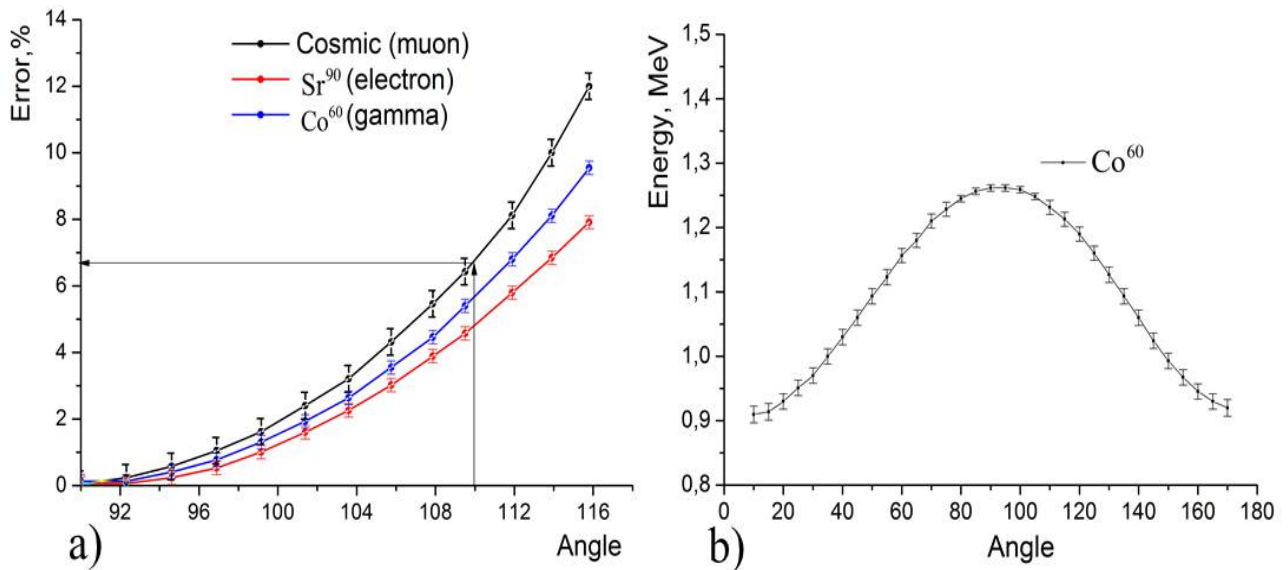 Error,%
14
12
10
8
6
4
2
0
Cosmic (muon)
Sr⁹⁰ (electron)
Co⁶⁰ (gamma)
92 96 100 104 108 112 116
a)
Angle
Energy, MeV
1,5
1,4
1,3
1,2
1,1
1,0
0,9
0,8
Co⁶⁰
0 20 40 60 80 100 120 140 160 180
b)
Angle